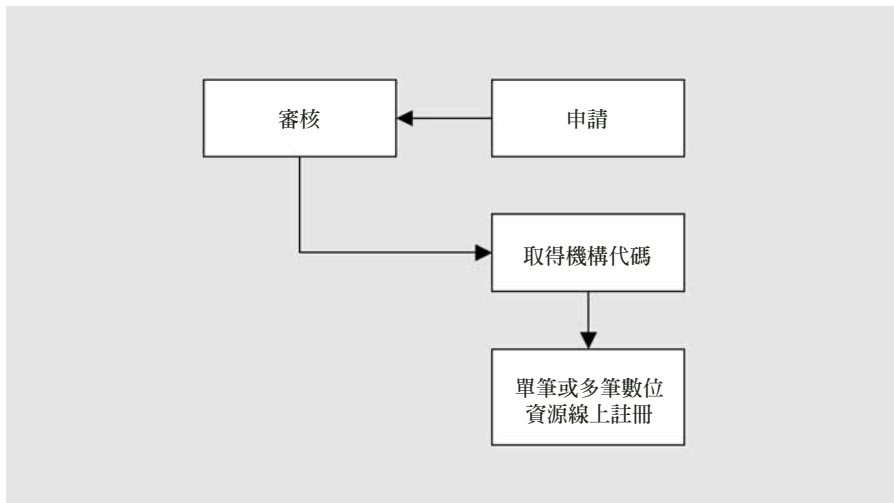 審核
申請
取得機構代碼
單筆或多筆數位
資源線上註冊